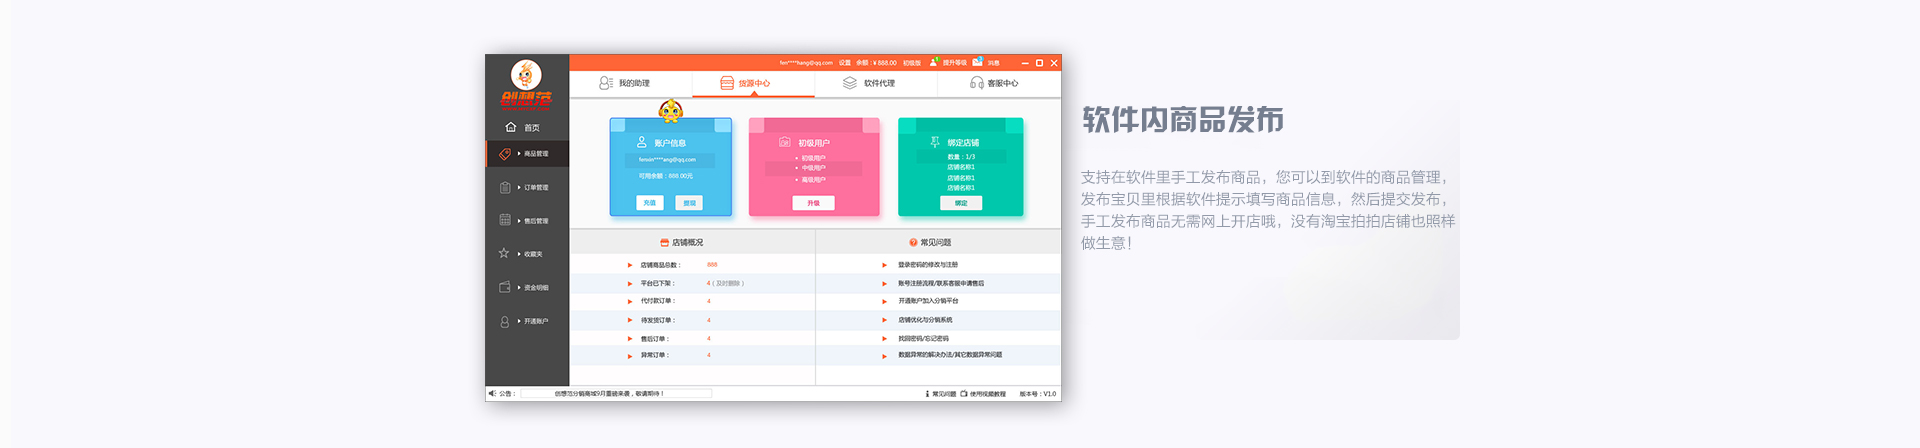 fen****hang@qq.com 设置 余额:¥888.00 初级版 提升等级 消息
创想范
我的助理 货源中心 软件代理 客服中心
首页
商品管理
订单管理
售后管理
收藏夹
资金明细
开通账户
账户信息
fenxin****ang@qq.com
可用余额:888.00元
充值 提现
初级用户
• 初级用户
• 中级用户
• 高级用户
升级
绑定店铺
数量:1/3
店铺名称1
店铺名称1
店铺名称1
绑定
店铺概况
店铺商品总数: 888
平台已下架: 4(及时删除)
代付款订单: 4
待发货订单: 4
售后订单: 4
异常订单: 4
常见问题
登录密码的修改与注册
账号注册流程/联系客服申请售后
开通账户加入分销平台
店铺优化与分销系统
找回密码/忘记密码
数据异常的解决办法/其它数据异常问题
公告: 创想范分销商城9月重磅来袭,敬请期待!
常见问题 使用视频教程 版本号:V1.0
软件内商品发布
支持在软件里手工发布商品,您可以到软件的商品管理,
发布宝贝里根据软件提示填写商品信息,然后提交发布,
手工发布商品无需网上开店哦,没有淘宝拍拍店铺也照样
做生意!